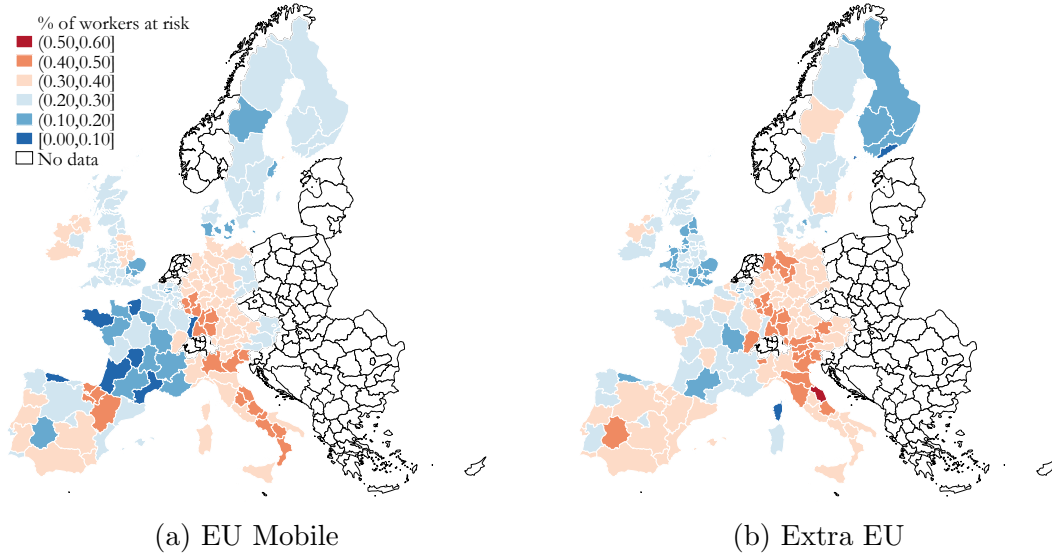 % of workers at risk
(0.50,0.60]
(0.40,0.50]
(0.30,0.40]
(0.20,0.30]
(0.10,0.20]
[0.00,0.10]
No data
(a) EU Mobile
(b) Extra EU